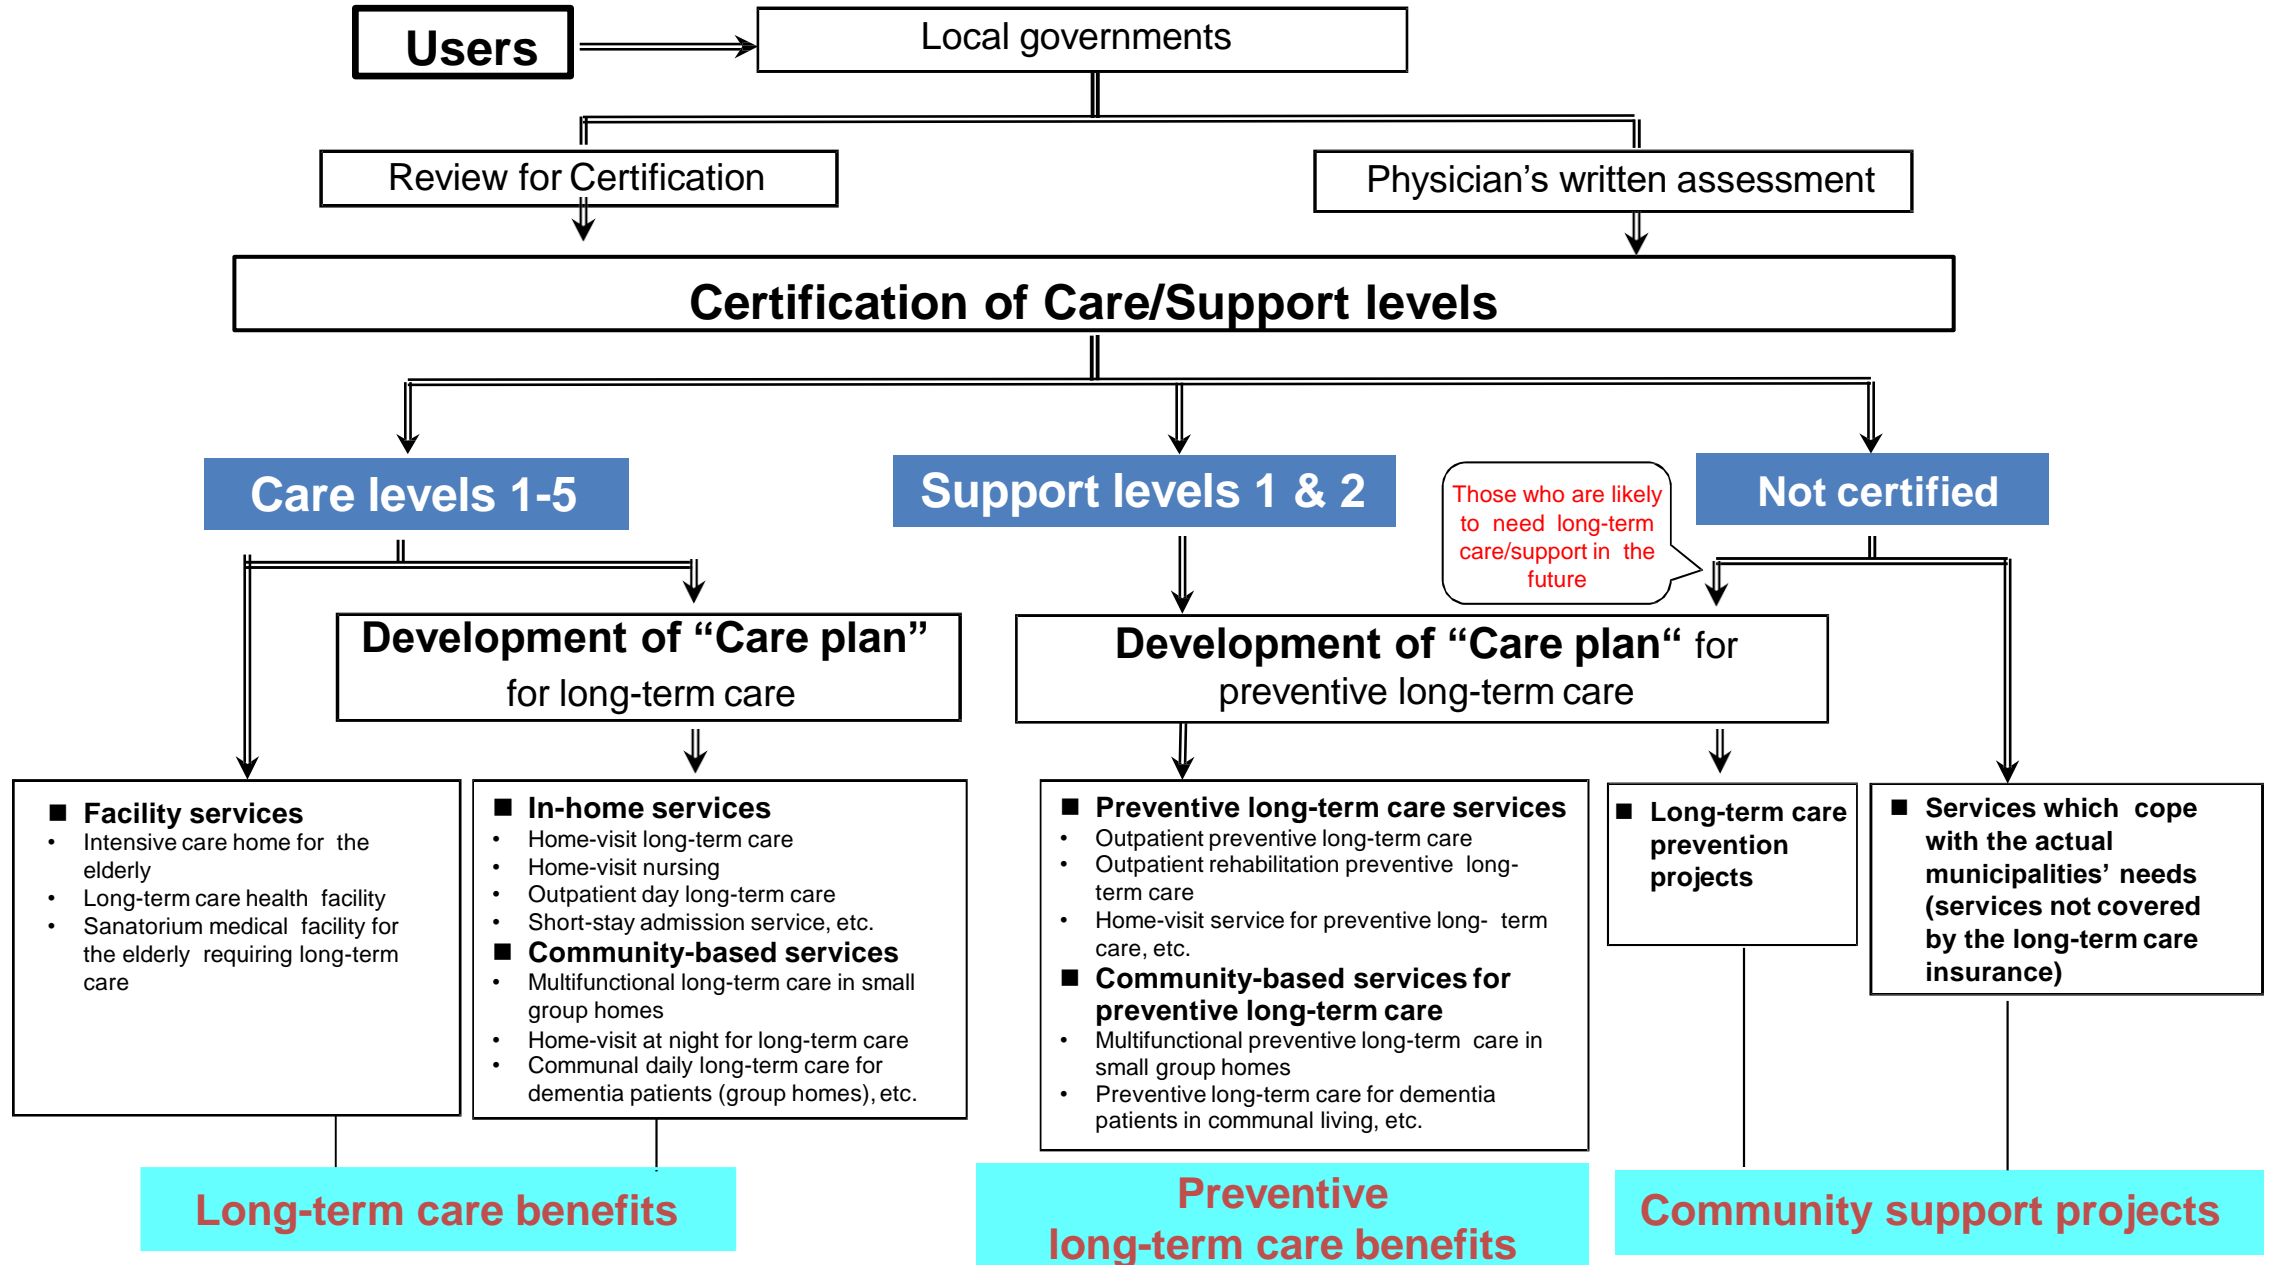 Users
Local governments
Review for Certification
Physician’s written assessment
Certification of Care/Support levels
Care levels 1-5
Support levels 1 & 2
Those who are likely
to need long-term
care/support in the
future
Not certified
Development of “Care plan”
for long-term care
Development of “Care plan“ for
preventive long-term care
■ Facility services
• Intensive care home for the
elderly
• Long-term care health facility
• Sanatorium medical facility for
the elderly requiring long-term
care
■ In-home services
• Home-visit long-term care
• Home-visit nursing
• Outpatient day long-term care
• Short-stay admission service, etc.
■ Community-based services
• Multifunctional long-term care in small
group homes
• Home-visit at night for long-term care
• Communal daily long-term care for
dementia patients (group homes), etc.
■ Preventive long-term care services
• Outpatient preventive long-term care
• Outpatient rehabilitation preventive long-
term care
• Home-visit service for preventive long- term
care, etc.
■ Community-based services for
preventive long-term care
• Multifunctional preventive long-term care in
small group homes
• Preventive long-term care for dementia
patients in communal living, etc.
■ Long-term care
prevention
projects
■ Services which cope
with the actual
municipalities’ needs
(services not covered
by the long-term care
insurance)
Long-term care benefits
Preventive
long-term care benefits
Community support projects